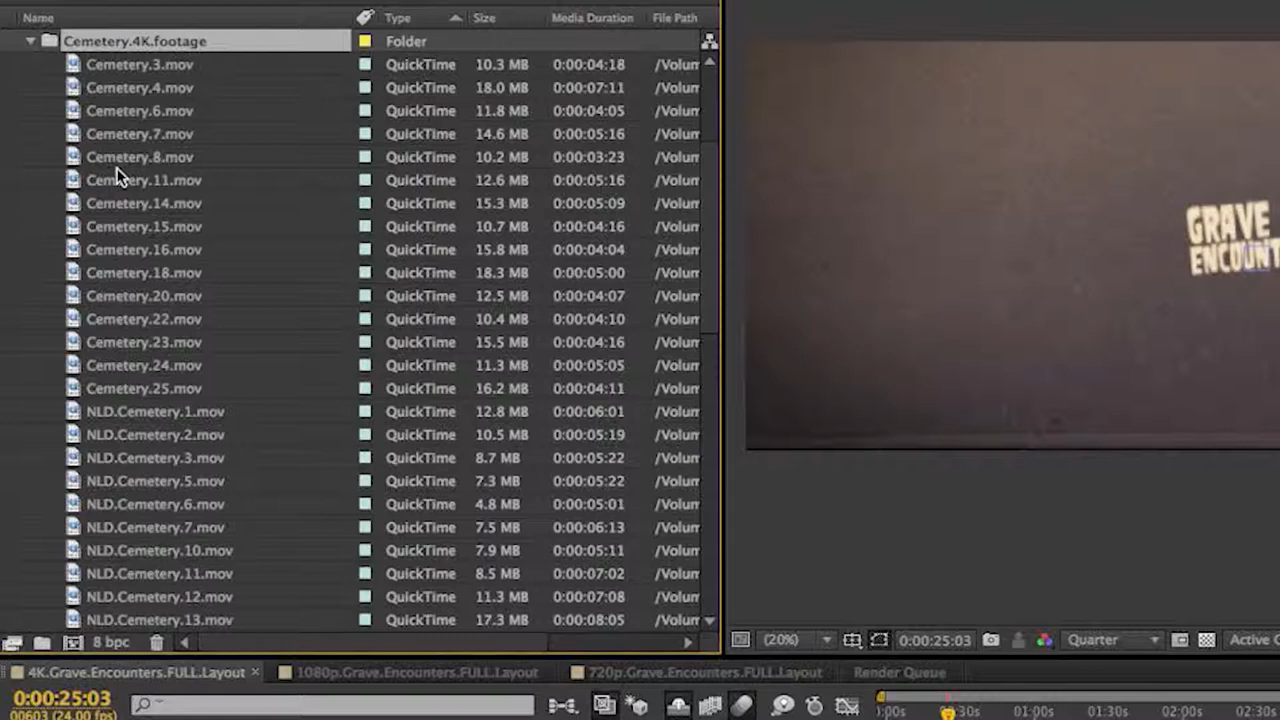 Name Type Size Media Duration File Path
Cemetery.4K.footage Folder
Cemetery.3.mov QuickTime 10.3 MB 0:00:04:18 /Volum
Cemetery.4.mov QuickTime 18.0 MB 0:00:07:11 /Volum
Cemetery.6.mov QuickTime 11.8 MB 0:00:04:05 /Volum
Cemetery.7.mov QuickTime 14.6 MB 0:00:05:16 /Volum
Cemetery.8.mov QuickTime 10.2 MB 0:00:03:23 /Volum
Cemetery.11.mov QuickTime 12.6 MB 0:00:05:16 /Volum
Cemetery.14.mov QuickTime 15.3 MB 0:00:05:09 /Volum
Cemetery.15.mov QuickTime 10.7 MB 0:00:04:16 /Volum
Cemetery.16.mov QuickTime 15.8 MB 0:00:04:04 /Volum
Cemetery.18.mov QuickTime 18.3 MB 0:00:05:00 /Volum
Cemetery.20.mov QuickTime 12.5 MB 0:00:04:07 /Volum
Cemetery.22.mov QuickTime 10.4 MB 0:00:04:10 /Volum
Cemetery.23.mov QuickTime 15.5 MB 0:00:04:16 /Volum
Cemetery.24.mov QuickTime 11.3 MB 0:00:05:05 /Volum
Cemetery.25.mov QuickTime 16.2 MB 0:00:04:11 /Volum
NLD.Cemetery.1.mov QuickTime 12.8 MB 0:00:06:01 /Volum
NLD.Cemetery.2.mov QuickTime 10.5 MB 0:00:05:19 /Volum
NLD.Cemetery.3.mov QuickTime 8.7 MB 0:00:05:22 /Volum
NLD.Cemetery.5.mov QuickTime 7.3 MB 0:00:05:22 /Volum
NLD.Cemetery.6.mov QuickTime 4.8 MB 0:00:05:01 /Volum
NLD.Cemetery.7.mov QuickTime 7.5 MB 0:00:06:13 /Volum
NLD.Cemetery.10.mov QuickTime 7.9 MB 0:00:05:11 /Volum
NLD.Cemetery.11.mov QuickTime 8.5 MB 0:00:07:02 /Volum
NLD.Cemetery.12.mov QuickTime 11.3 MB 0:00:07:08 /Volum
NLD.Cemetery.13.mov QuickTime 17.3 MB 0:00:08:05 /Volum
GRAVE
ENCOUNT
8 bpc (20%) 0:00:25:03 Quarter Active
4K.Grave.Encounters.FULL.Layout 1080p.Grave.Encounters.FULL.Layout 720p.Grave.Encounters.FULL.Layout Render Queue
0:00:25:03
00603 (24.00 fps)
:00s 00:30s 01:00s 01:30s 02:00s 02:30s